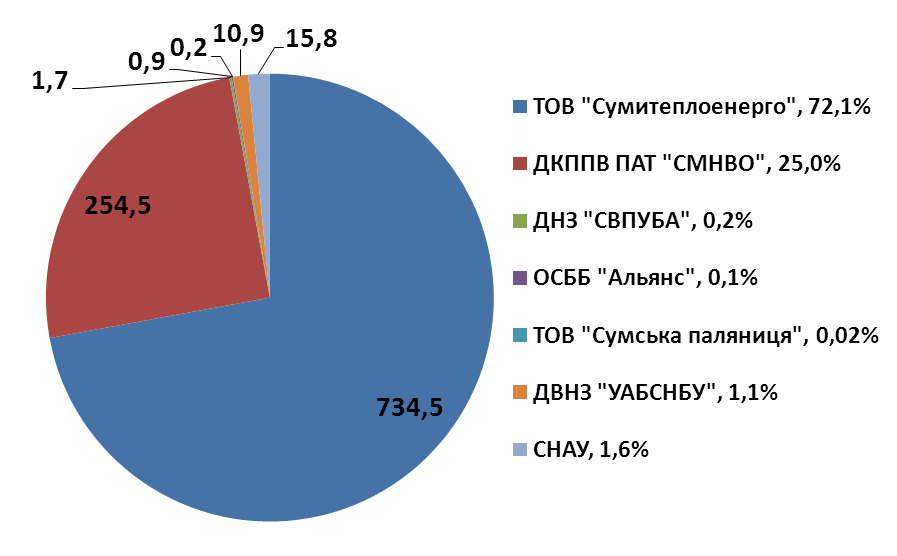 10,9
15,8
0,2
0,9
1,7
254,5
734,5
ТОВ "Сумитеплоенерго", 72,1%
ДКППВ ПАТ "СМНВО", 25,0%
ДНЗ "СВПУБА", 0,2%
ОСББ "Альянс", 0,1%
ТОВ "Сумська паляниця", 0,02%
ДВНЗ "УАБСНБУ", 1,1%
СНАУ, 1,6%